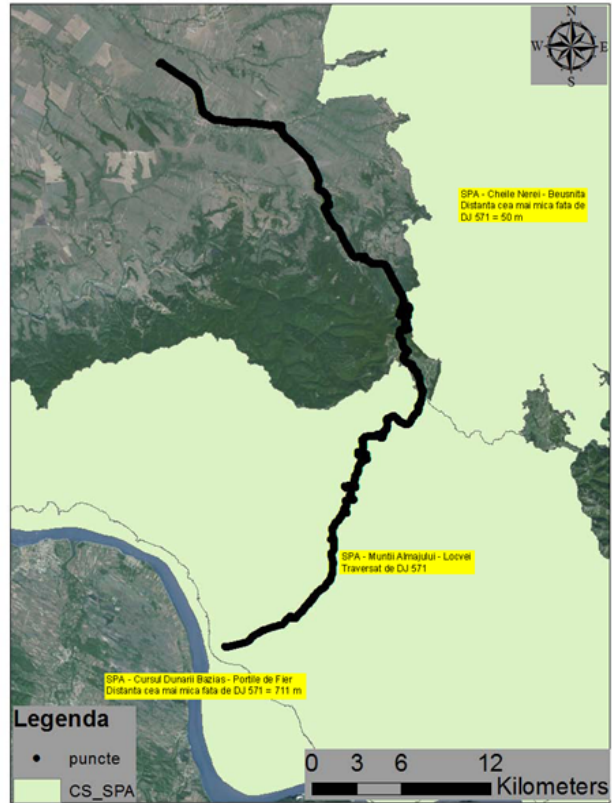 N
W E
S
SPA - Cheile Nerei - Beusnita
Distanta cea mai mica fata de
DJ 571 = 50 m
SPA - Muntii Almajului - Locvei
Traversat de DJ 571
SPA - Cursul Dunarii Bazias - Portile de Fier
Distanta cea mai mica fata de DJ 571 = 711 m
Legenda
puncte
CS_SPA
0 3 6 12
Kilometers